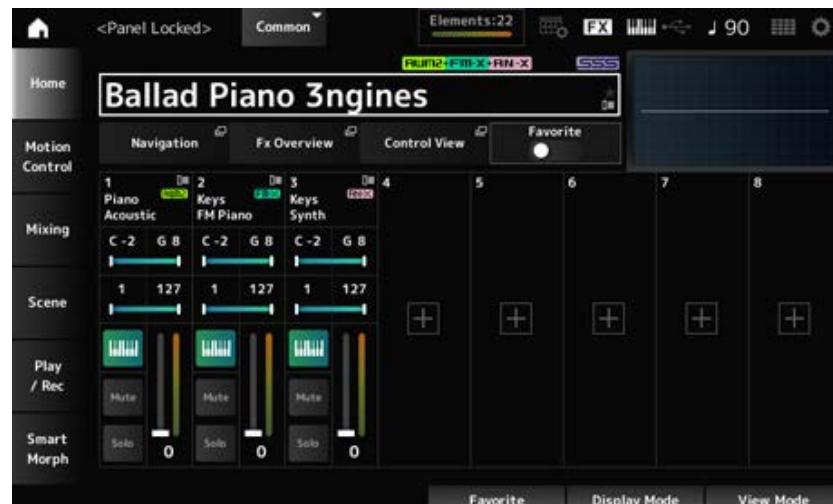 <Panel Locked>
Common
Elements:22
FX
♩ 90
AWM2+FM-X+AN-X
SSS
Home
Ballad Piano 3ngines
Navigation
Fx Overview
Control View
Favorite
Motion
Control
1
2
3
4
5
6
7
8
Piano
Acoustic
AWM2
Keys
FM Piano
FM-X
Keys
Synth
AN-X
Mixing
C -2 G 8 C -2 G 8 C -2 G 8
1 127 1 127 1 127
Scene
Play
/ Rec
Mute Mute Mute
Solo Solo Solo
0 0 0
Smart
Morph
Favorite Display Mode View Mode